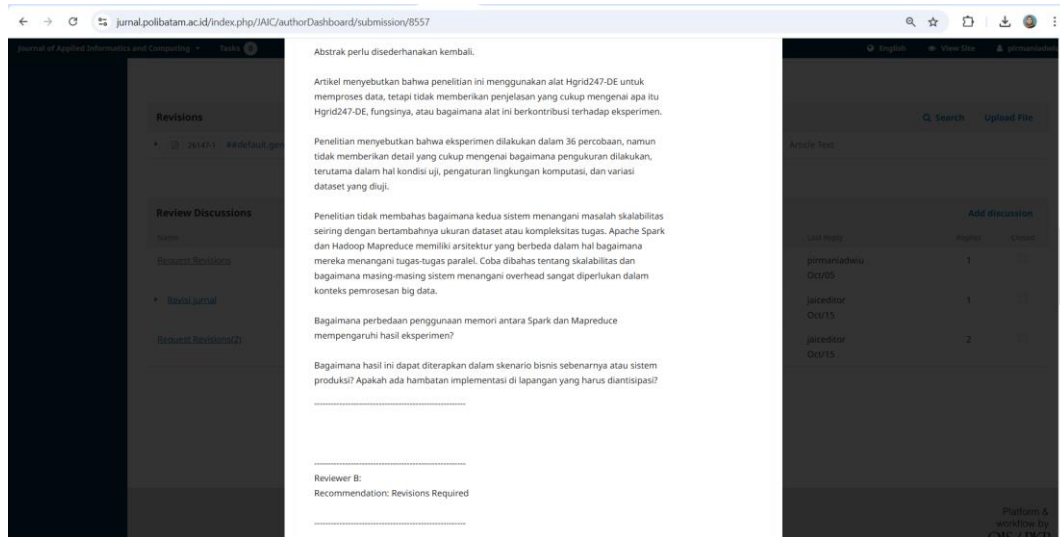 jurnal.polibatam.ac.id/index.php/JAIC/authorDashboard/submission/8557
Journal of Applied Informatics and Computing Tasks English View Site pirmaniadwiu
Abstrak perlu disederhanakan kembali.
Artikel menyebutkan bahwa penelitian ini menggunakan alat Hgrid247-DE untuk
memproses data, tetapi tidak memberikan penjelasan yang cukup mengenai apa itu
Hgrid247-DE, fungsinya, atau bagaimana alat ini berkontribusi terhadap eksperimen.
Penelitian menyebutkan bahwa eksperimen dilakukan dalam 36 percobaan, namun
tidak memberikan detail yang cukup mengenai bagaimana pengukuran dilakukan,
terutama dalam hal kondisi uji, pengaturan lingkungan komputasi, dan variasi
dataset yang diuji.
Penelitian tidak membahas bagaimana kedua sistem menangani masalah skalabilitas
seiring dengan bertambahnya ukuran dataset atau kompleksitas tugas. Apache Spark
dan Hadoop Mapreduce memiliki arsitektur yang berbeda dalam hal bagaimana
mereka menangani tugas-tugas paralel. Coba dibahas tentang skalabilitas dan
bagaimana masing-masing sistem menangani overhead sangat diperlukan dalam
konteks pemrosesan big data.
Bagaimana perbedaan penggunaan memori antara Spark dan Mapreduce
mempengaruhi hasil eksperimen?
Bagaimana hasil ini dapat diterapkan dalam skenario bisnis sebenarnya atau sistem
produksi? Apakah ada hambatan implementasi di lapangan yang harus diantisipasi?
------------------------------------------------------
------------------------------------------------------
Reviewer B:
Recommendation: Revisions Required
------------------------------------------------------
Revisions Search Upload File
##default.gen Article Text
Review Discussions Add discussion
Name Last Reply Replies Closed
Request Revisions pirmaniadwiu 1
Oct/05
Revisi jurnal jaiceditor 1
Oct/15
Request Revisions(2) jaiceditor 2
Oct/15
Platform &
workflow by
OJS / PKP